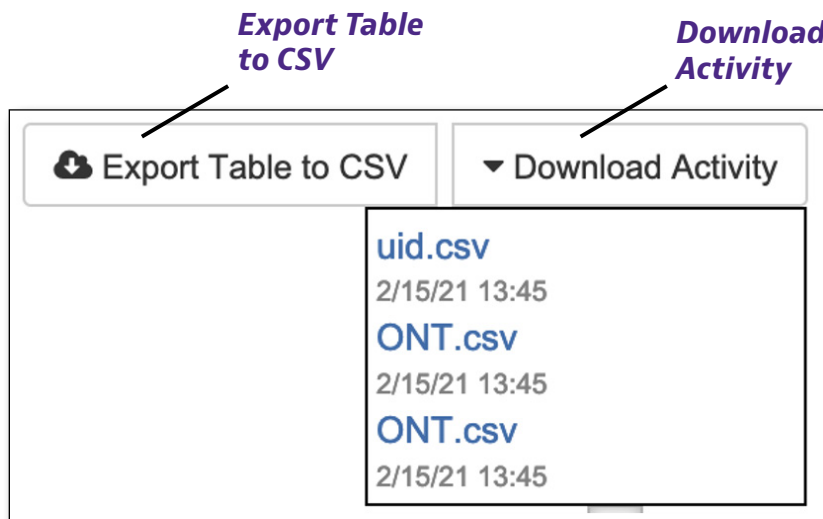 Export Table
to CSV
Download
Activity
Export Table to CSV
Download Activity
uid.csv
2/15/21 13:45
ONT.csv
2/15/21 13:45
ONT.csv
2/15/21 13:45